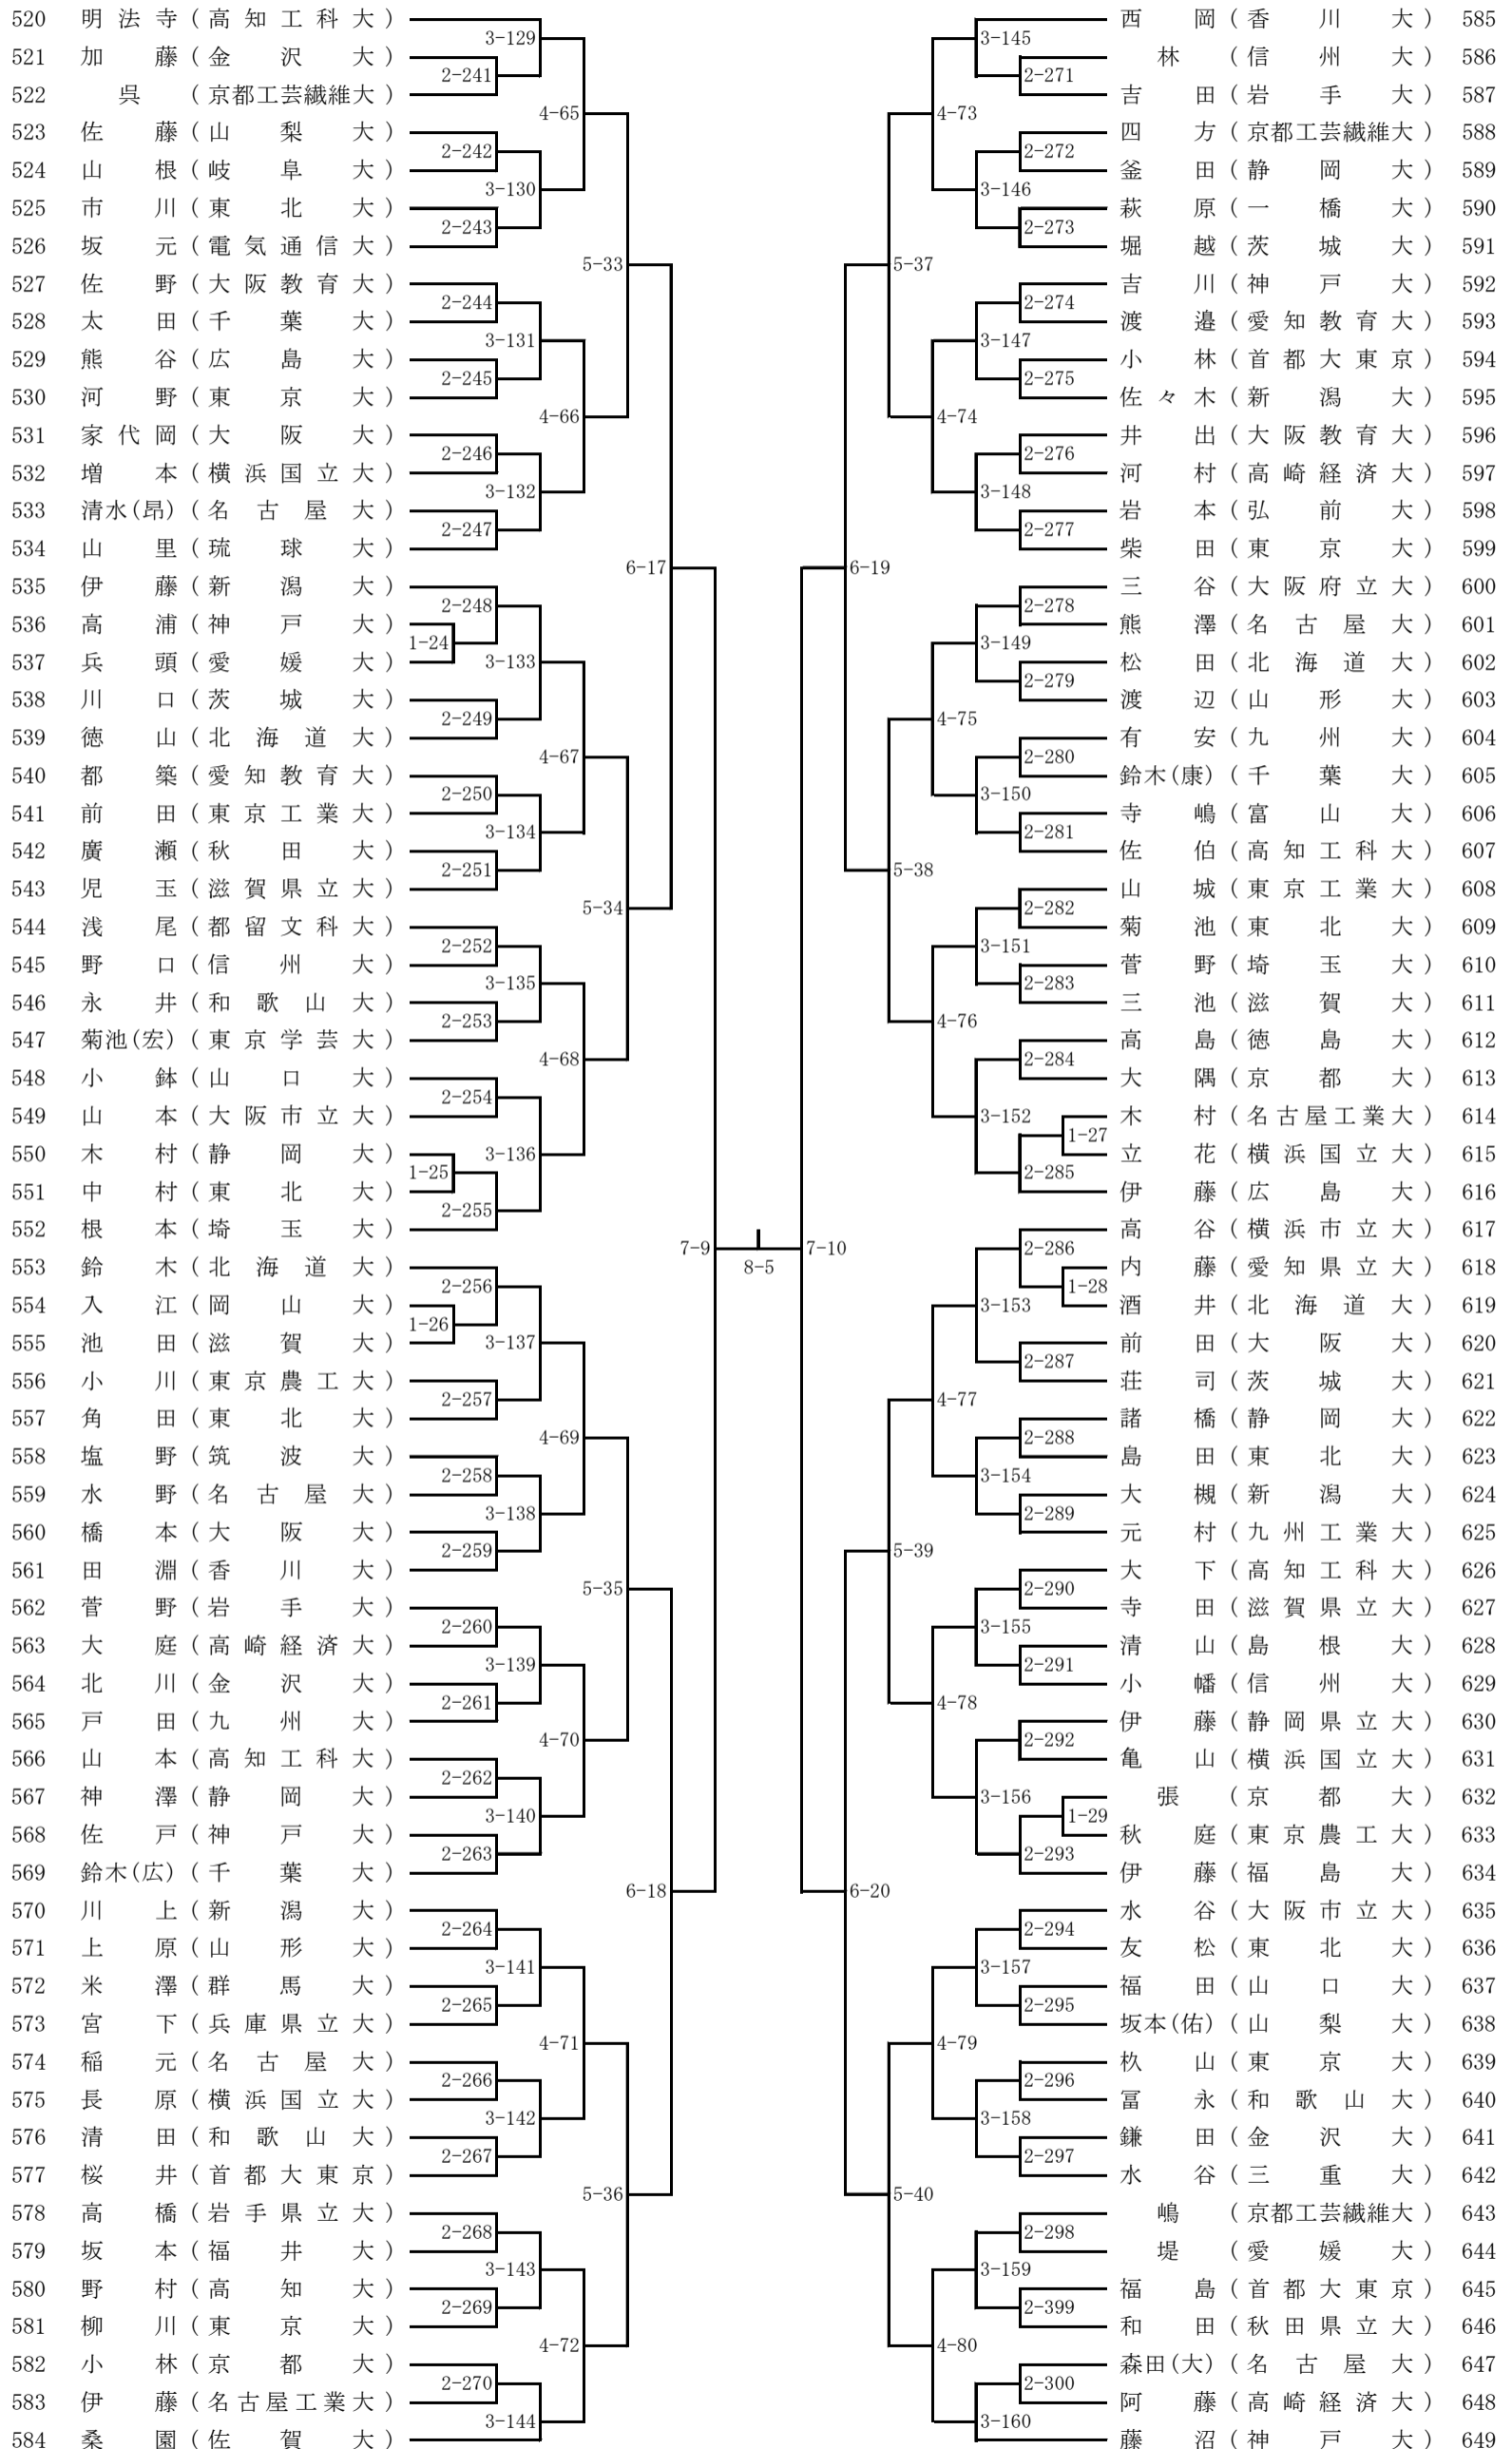 520 明法寺(高知工科大)
3-129
521 加藤(金沢大)
2-241
522 呉(京都工芸繊維大)
4-65
523 佐藤(山梨大)
2-242
524 山根(岐阜大)
3-130
525 市川(東北大)
2-243
526 坂元(電気通信大)
5-33
527 佐野(大阪教育大)
2-244
528 太田(千葉大)
3-131
529 熊谷(広島大)
2-245
530 河野(東京大)
4-66
531 家代岡(大阪大)
2-246
532 増本(横浜国立大)
3-132
533 清水(昂)(名古屋大)
2-247
534 山里(琉球大)
6-17
535 伊藤(新潟大)
2-248
536 高浦(神戸大)
1-24
537 兵頭(愛媛大)
3-133
538 川口(茨城大)
2-249
539 徳山(北海道大)
4-67
540 都築(愛知教育大)
2-250
541 前田(東京工業大)
3-134
542 廣瀬(秋田大)
2-251
543 児玉(滋賀県立大)
5-34
544 浅尾(都留文科大)
2-252
545 野口(信州大)
3-135
546 永井(和歌山大)
2-253
547 菊池(宏)(東京学芸大)
4-68
548 小鉢(山口大)
2-254
549 山本(大阪市立大)
550 木村(静岡大)
3-136
1-25
551 中村(東北大)
2-255
552 根本(埼玉大)
7-9
8-5
553 鈴木(北海道大)
2-256
554 入江(岡山大)
1-26
555 池田(滋賀大)
3-137
556 小川(東京農工大)
2-257
557 角田(東北大)
4-69
558 塩野(筑波大)
2-258
559 水野(名古屋大)
3-138
560 橋本(大阪大)
2-259
561 田淵(香川大)
5-35
562 菅野(岩手大)
2-260
563 大庭(高崎経済大)
3-139
564 北川(金沢大)
2-261
565 戸田(九州大)
4-70
566 山本(高知工科大)
2-262
567 神澤(静岡大)
3-140
568 佐戸(神戸大)
2-263
569 鈴木(広)(千葉大)
6-18
570 川上(新潟大)
2-264
571 上原(山形大)
3-141
572 米澤(群馬大)
2-265
573 宮下(兵庫県立大)
4-71
574 稲元(名古屋大)
2-266
575 長原(横浜国立大)
3-142
576 清田(和歌山大)
2-267
577 桜井(首都大東京)
5-36
578 高橋(岩手県立大)
2-268
579 坂本(福井大)
3-143
580 野村(高知大)
2-269
581 柳川(東京大)
4-72
582 小林(京都大)
2-270
583 伊藤(名古屋工業大)
3-144
584 桑園(佐賀大)
西岡(香川大) 585
3-145
林(信州大) 586
2-271
吉田(岩手大) 587
4-73
四方(京都工芸繊維大) 588
2-272
釜田(静岡大) 589
3-146
萩原(一橋大) 590
2-273
堀越(茨城大) 591
5-37
吉川(神戸大) 592
2-274
渡邉(愛知教育大) 593
3-147
小林(首都大東京) 594
2-275
佐々木(新潟大) 595
4-74
井出(大阪教育大) 596
2-276
河村(高崎経済大) 597
3-148
岩本(弘前大) 598
2-277
柴田(東京大) 599
6-19
三谷(大阪府立大) 600
2-278
熊澤(名古屋大) 601
3-149
松田(北海道大) 602
2-279
渡辺(山形大) 603
4-75
有安(九州大) 604
2-280
鈴木(康)(千葉大) 605
3-150
寺嶋(富山大) 606
2-281
佐伯(高知工科大) 607
5-38
山城(東京工業大) 608
2-282
菊池(東北大) 609
3-151
菅野(埼玉大) 610
2-283
三池(滋賀大) 611
4-76
高島(徳島大) 612
2-284
大隅(京都大) 613
3-152
木村(名古屋工業大) 614
1-27
立花(横浜国立大) 615
2-285
伊藤(広島大) 616
7-10
高谷(横浜市立大) 617
2-286
内藤(愛知県立大) 618
1-28
酒井(北海道大) 619
3-153
前田(大阪大) 620
2-287
荘司(茨城大) 621
4-77
諸橋(静岡大) 622
2-288
島田(東北大) 623
3-154
大槻(新潟大) 624
2-289
元村(九州工業大) 625
5-39
大下(高知工科大) 626
2-290
寺田(滋賀県立大) 627
3-155
清山(島根大) 628
2-291
小幡(信州大) 629
4-78
伊藤(静岡県立大) 630
2-292
亀山(横浜国立大) 631
3-156
張(京都大) 632
1-29
秋庭(東京農工大) 633
2-293
伊藤(福島大) 634
6-20
水谷(大阪市立大) 635
2-294
友松(東北大) 636
3-157
福田(山口大) 637
2-295
坂本(佑)(山梨大) 638
4-79
杁山(東京大) 639
2-296
冨永(和歌山大) 640
3-158
鎌田(金沢大) 641
2-297
水谷(三重大) 642
5-40
嶋(京都工芸繊維大) 643
2-298
堤(愛媛大) 644
3-159
福島(首都大東京) 645
2-399
和田(秋田県立大) 646
4-80
森田(大)(名古屋大) 647
2-300
阿藤(高崎経済大) 648
3-160
藤沼(神戸大) 649